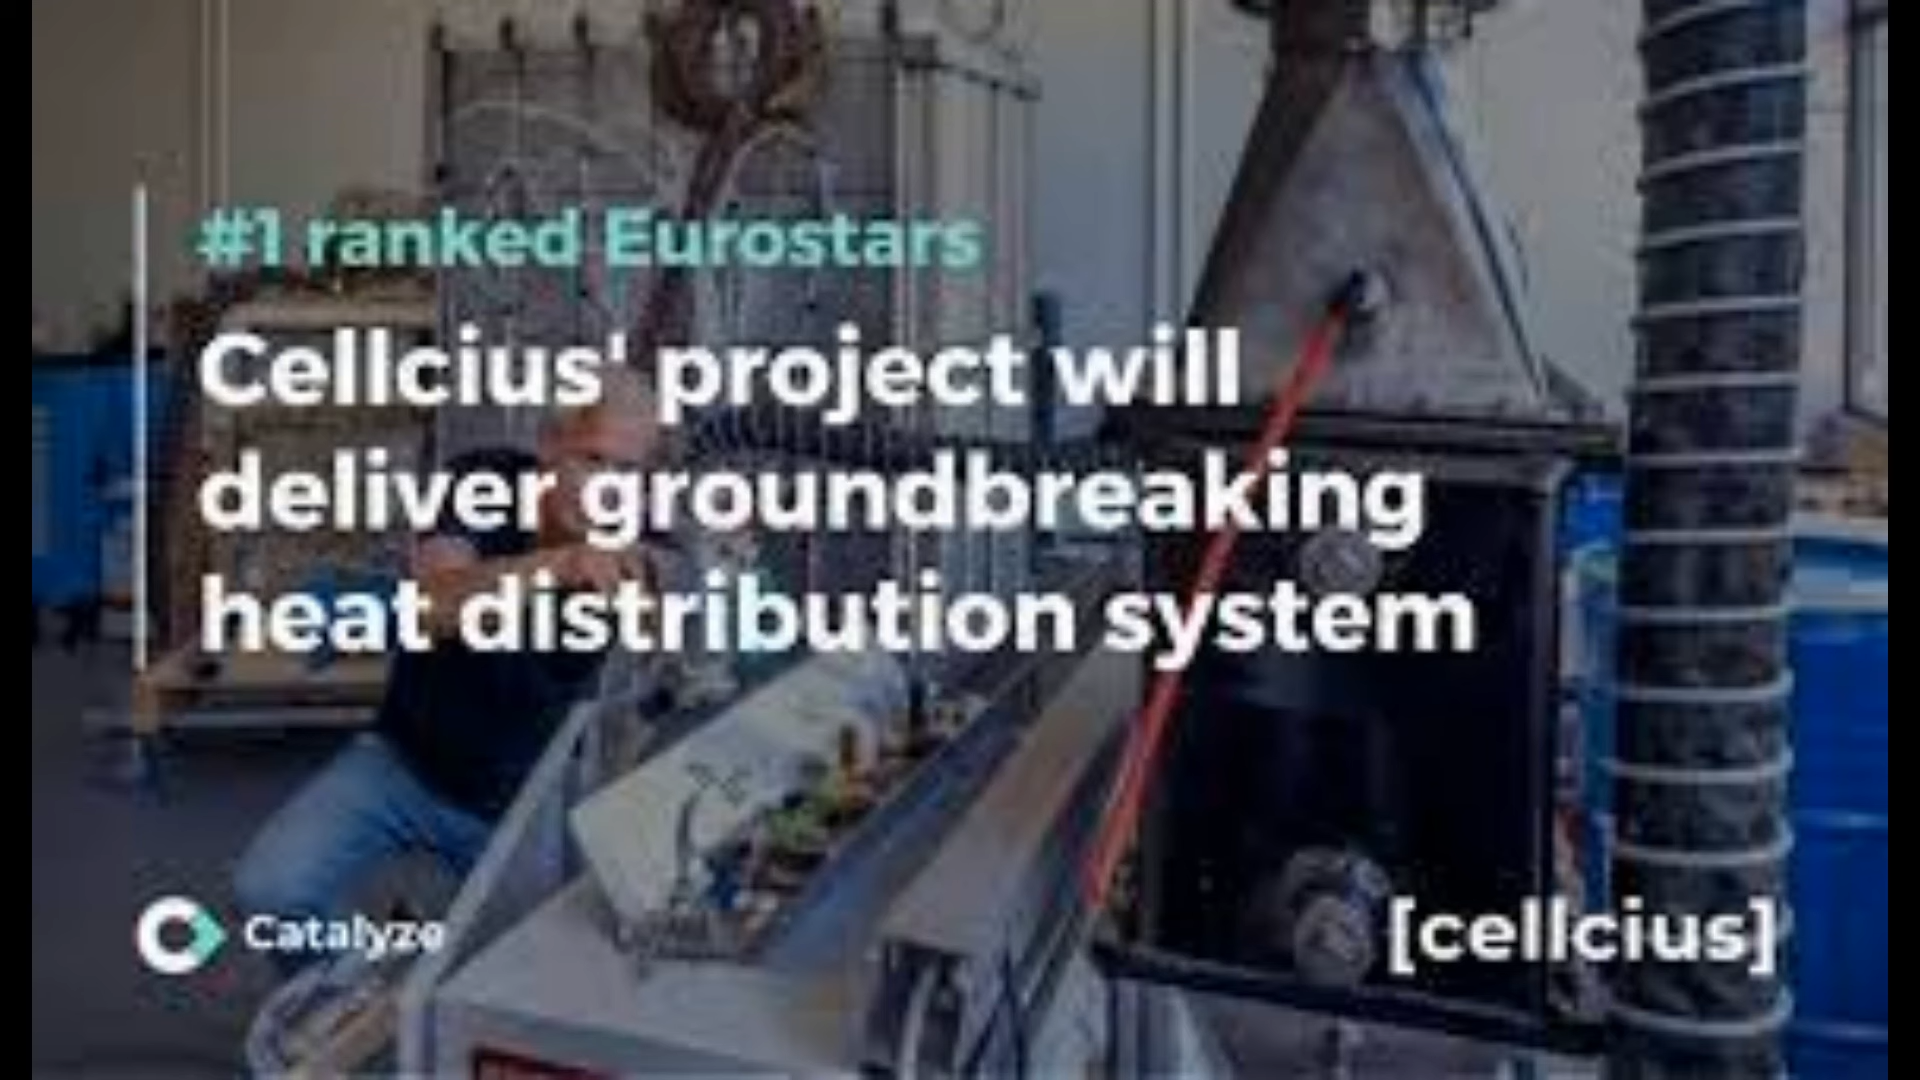 #1 ranked Eurostars
Cellcius' project will
deliver groundbreaking
heat distribution system
Catalyze
[cellcius]